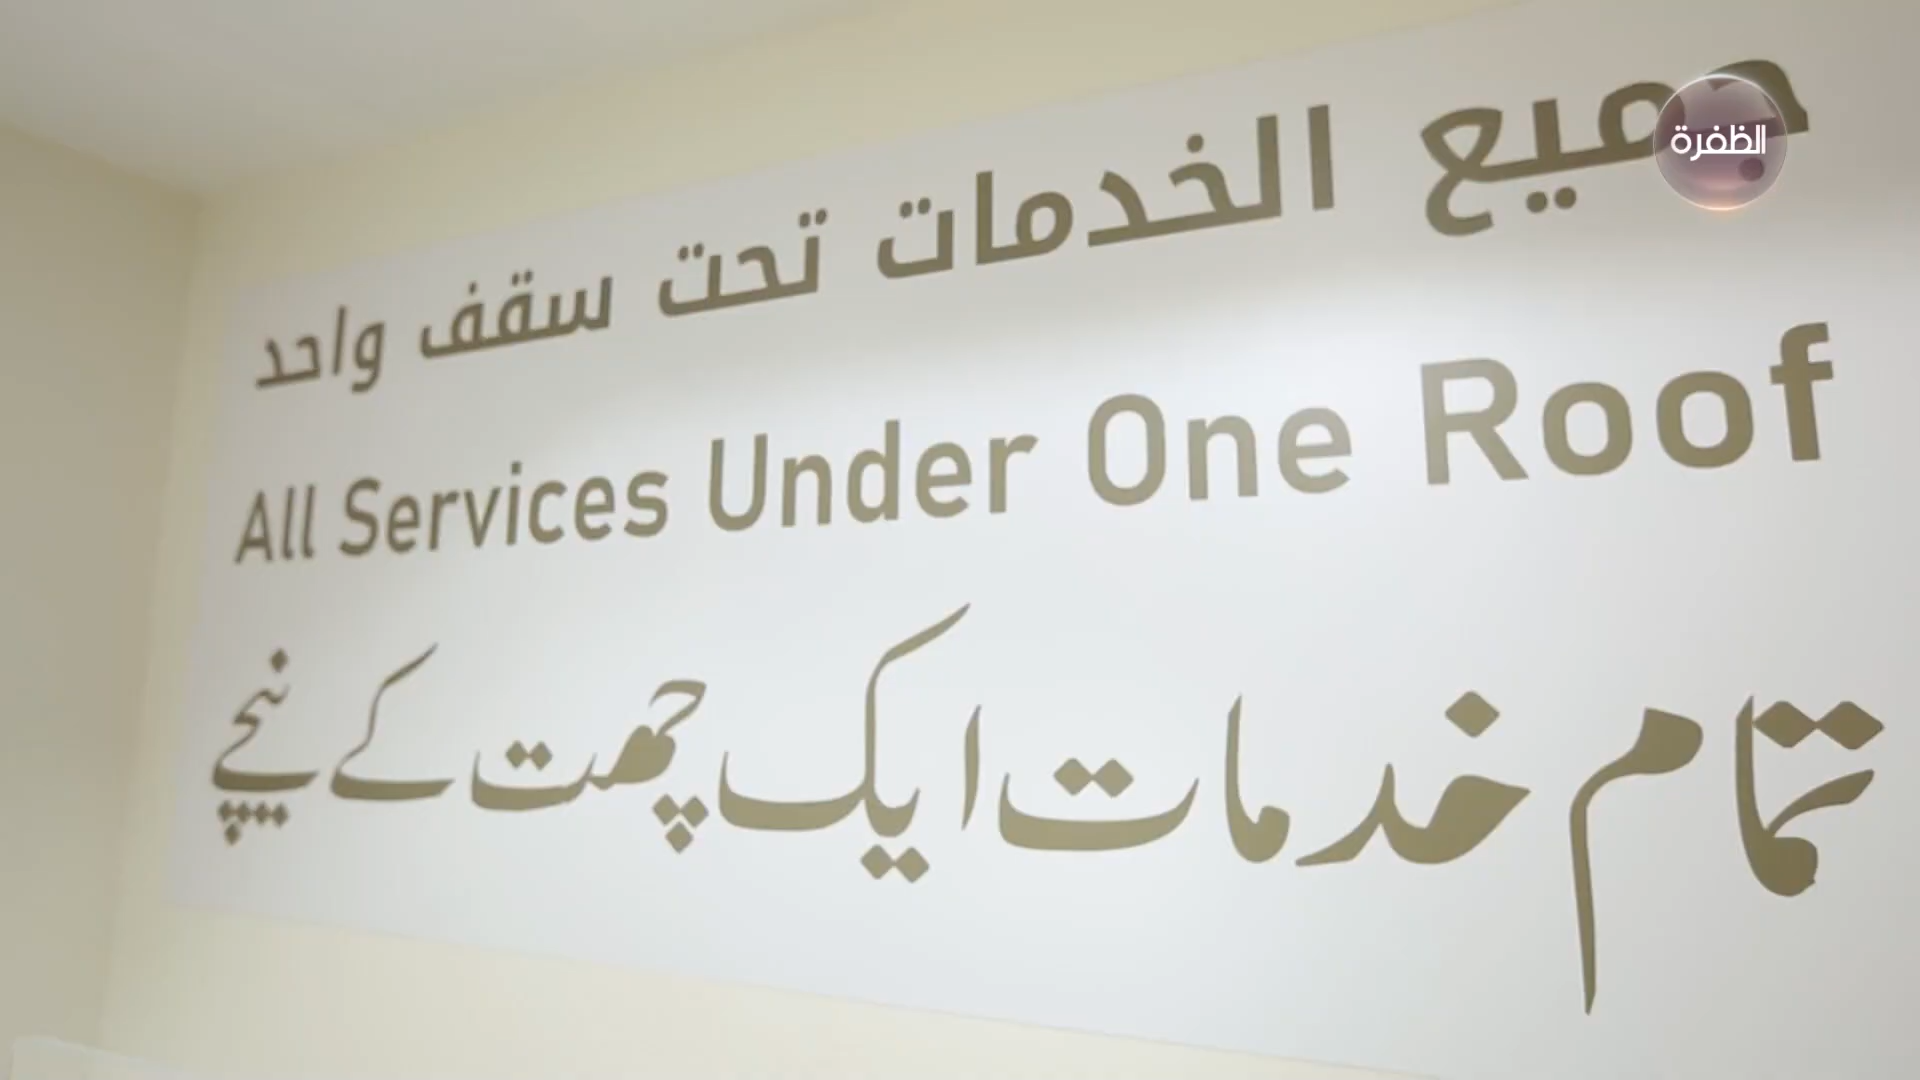 جميع الخدمات تحت سقف واحد
الظفرة
All Services Under One Roof
تمام خدمات ایک چھت کے نیچے